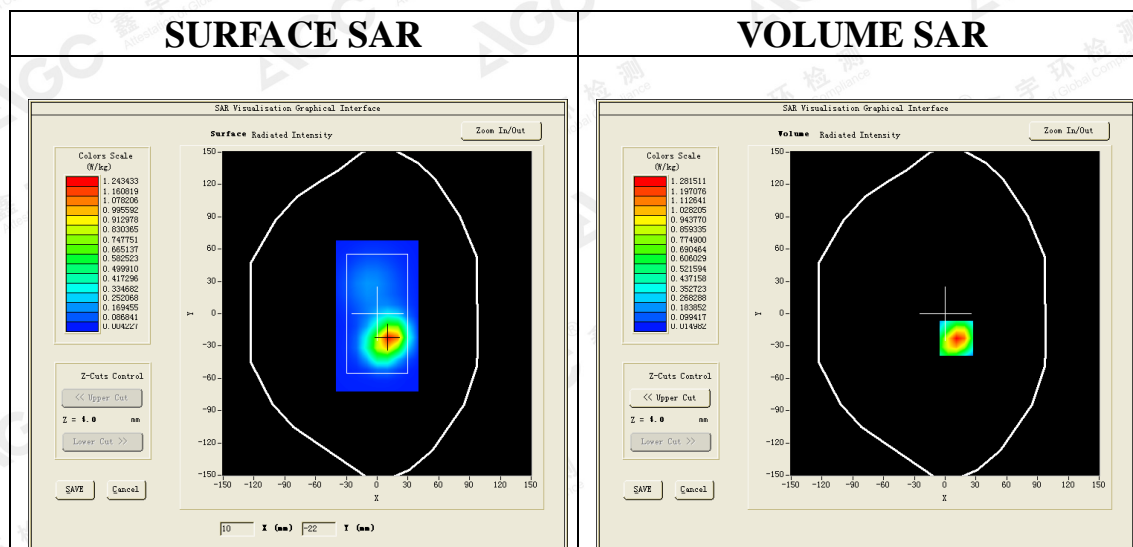 SURFACE SAR
VOLUME SAR
SAR Visualisation Graphical Interface
Surface Radiated Intensity
Zoom In/Out
Colors Scale
(W/kg)
1.243433
1.160819
1.078206
0.995592
0.912978
0.830365
0.747751
0.665137
0.582523
0.499910
0.417296
0.334682
0.252068
0.169455
0.086841
0.004227
150
120
90
60
30
0
-30
-60
-90
-120
-150
Y
-150 -120 -90 -60 -30 0 30 60 90 120 150
X
Z-Cuts Control
<< Upper Cut
Z = 4.0 mm
Lower Cut >>
SAVE Cancel
10 X (mm) -22 Y (mm)
SAR Visualisation Graphical Interface
Volume Radiated Intensity
Zoom In/Out
Colors Scale
(W/kg)
1.281511
1.197076
1.112641
1.028205
0.943770
0.859335
0.774900
0.690464
0.606029
0.521594
0.437158
0.352723
0.268288
0.183852
0.099417
0.014982
150
120
90
60
30
0
-30
-60
-90
-120
-150
Y
-150 -120 -90 -60 -30 0 30 60 90 120 150
X
Z-Cuts Control
<< Upper Cut
Z = 4.0 mm
Lower Cut >>
SAVE Cancel